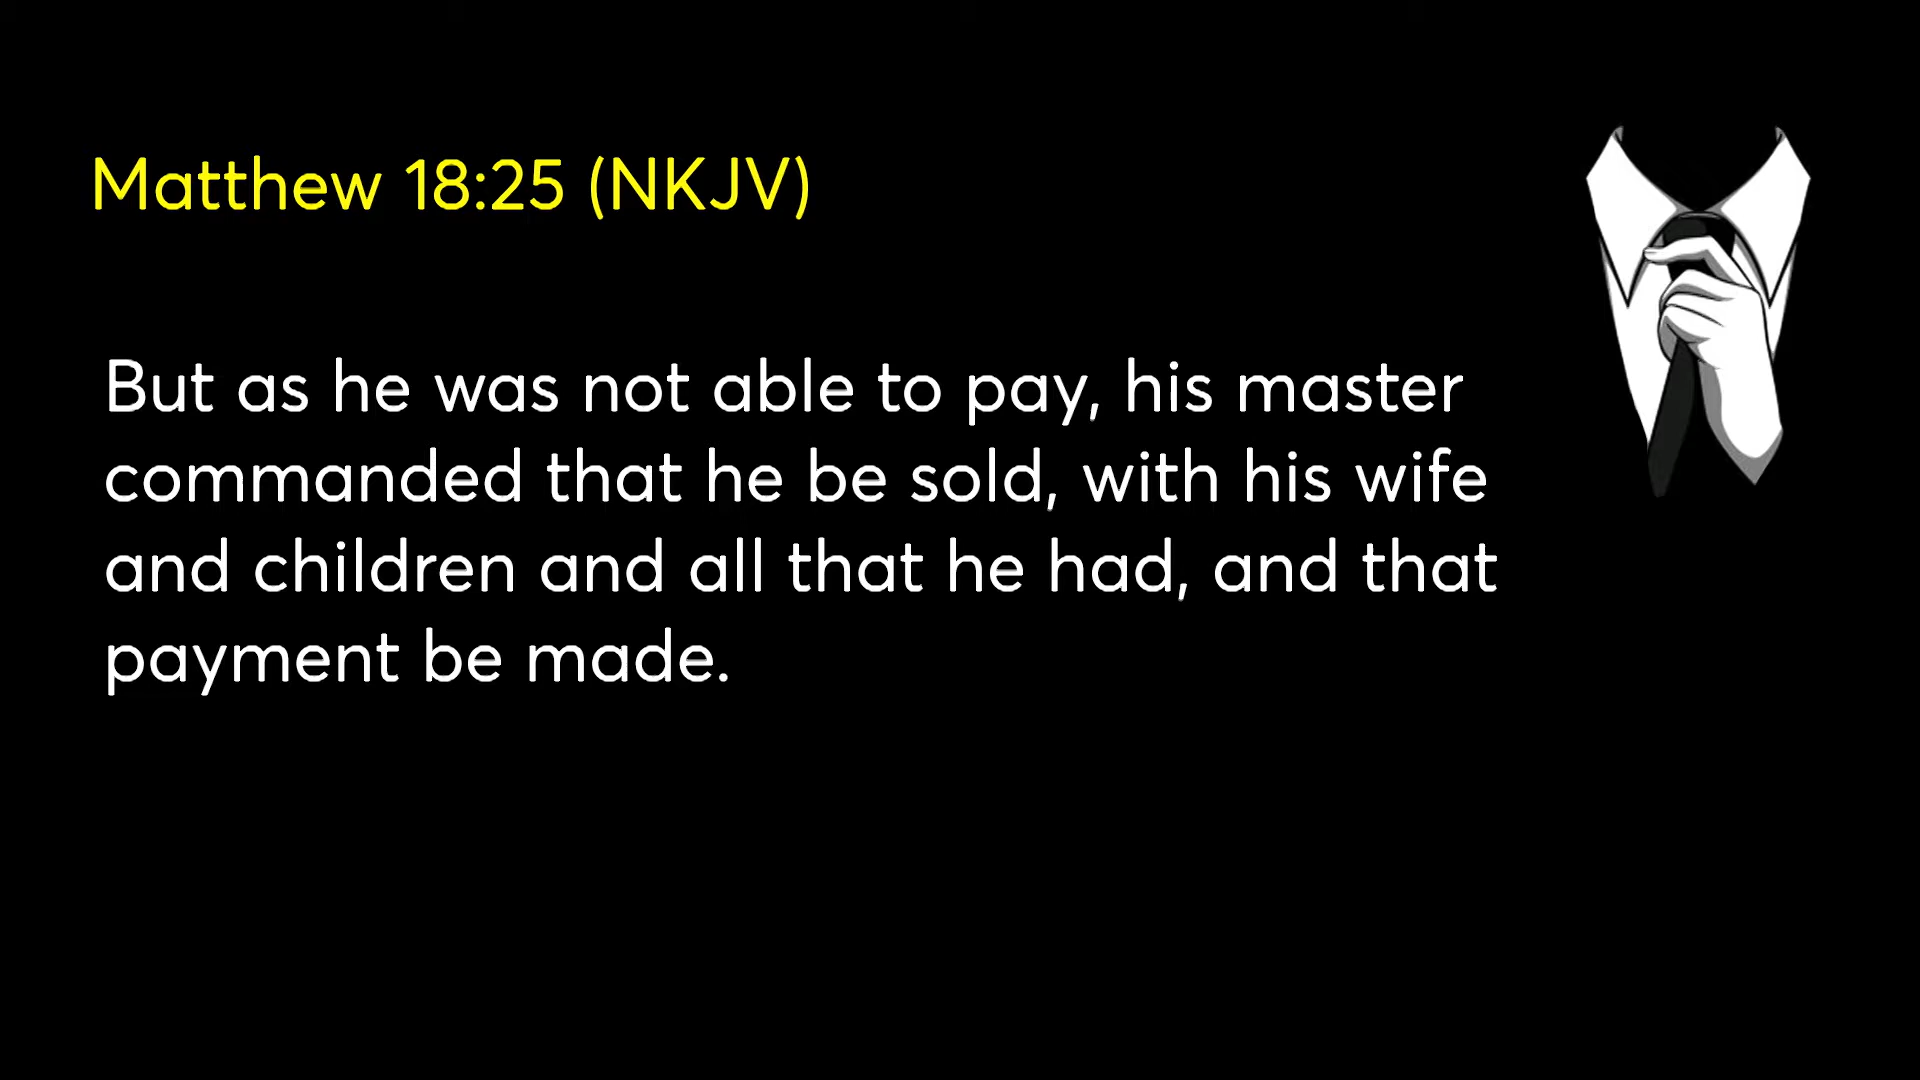 Matthew 18:25 (NKJV)
But as he was not able to pay, his master
commanded that he be sold, with his wife
and children and all that he had, and that
payment be made.